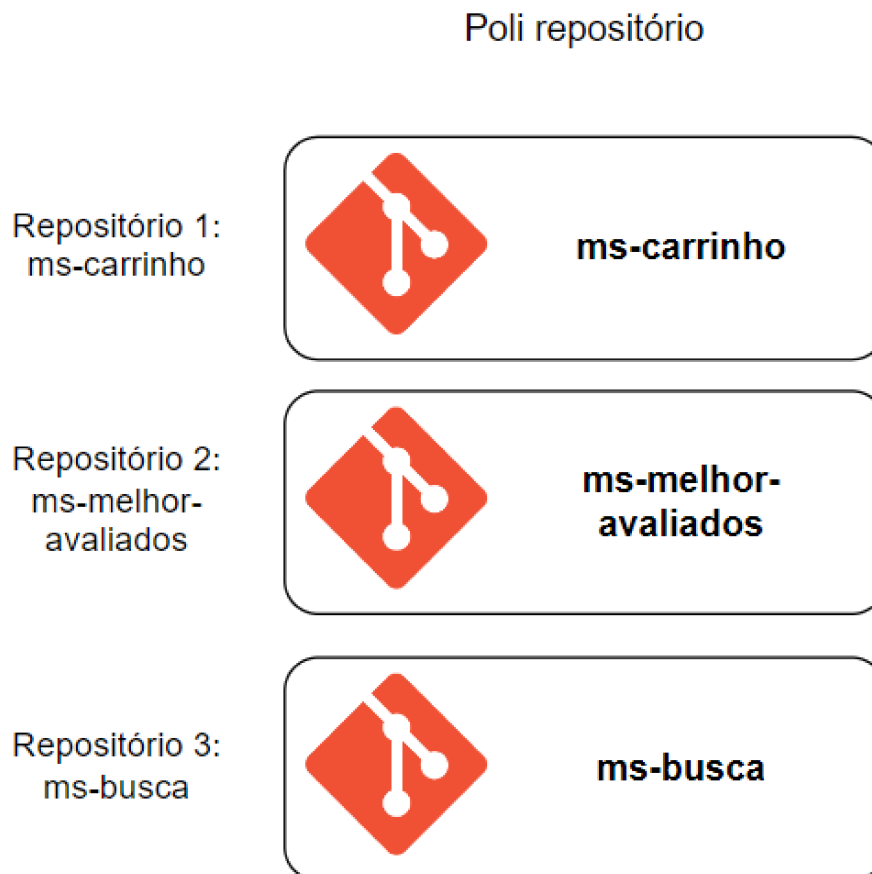 Poli repositório
Repositório 1:
ms-carrinho
ms-carrinho
Repositório 2:
ms-melhor-
avaliados
ms-melhor-
avaliados
Repositório 3:
ms-busca
ms-busca